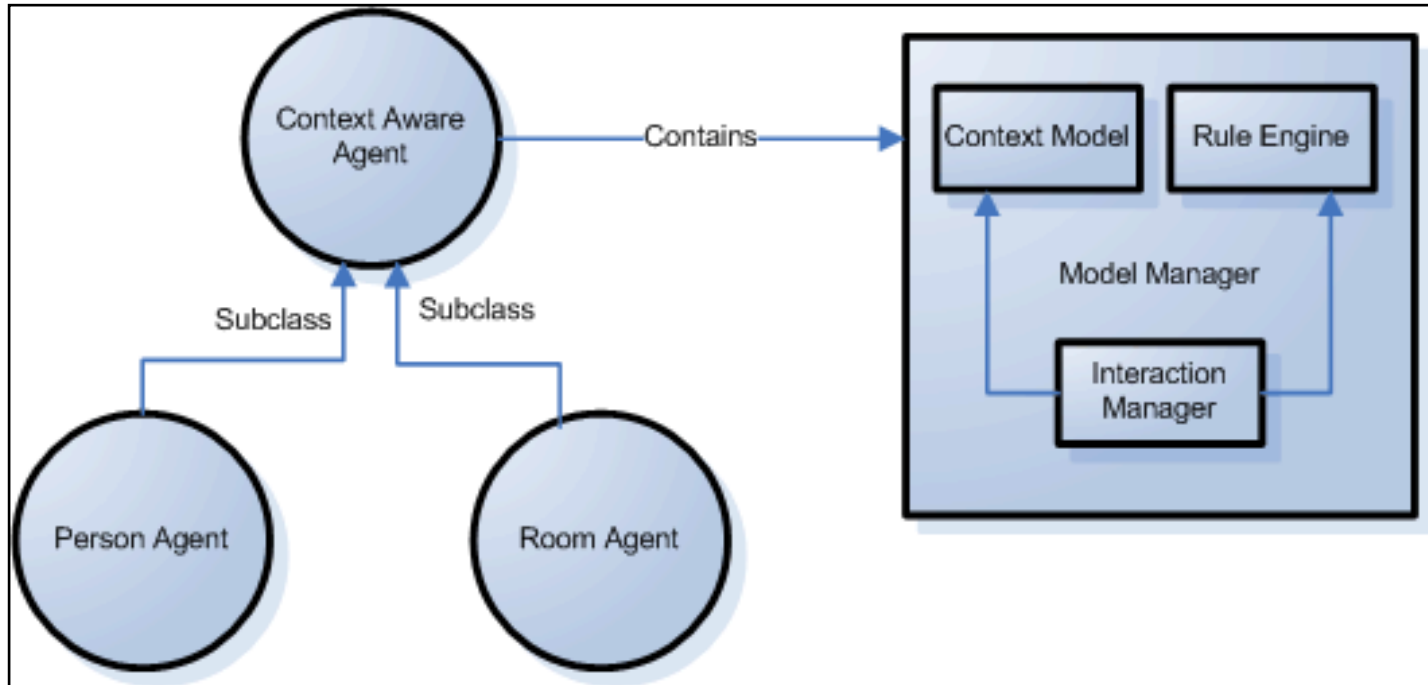 Context Aware
Agent
Contains
Context Model
Rule Engine
Model Manager
Subclass
Subclass
Interaction
Manager
Person Agent
Room Agent